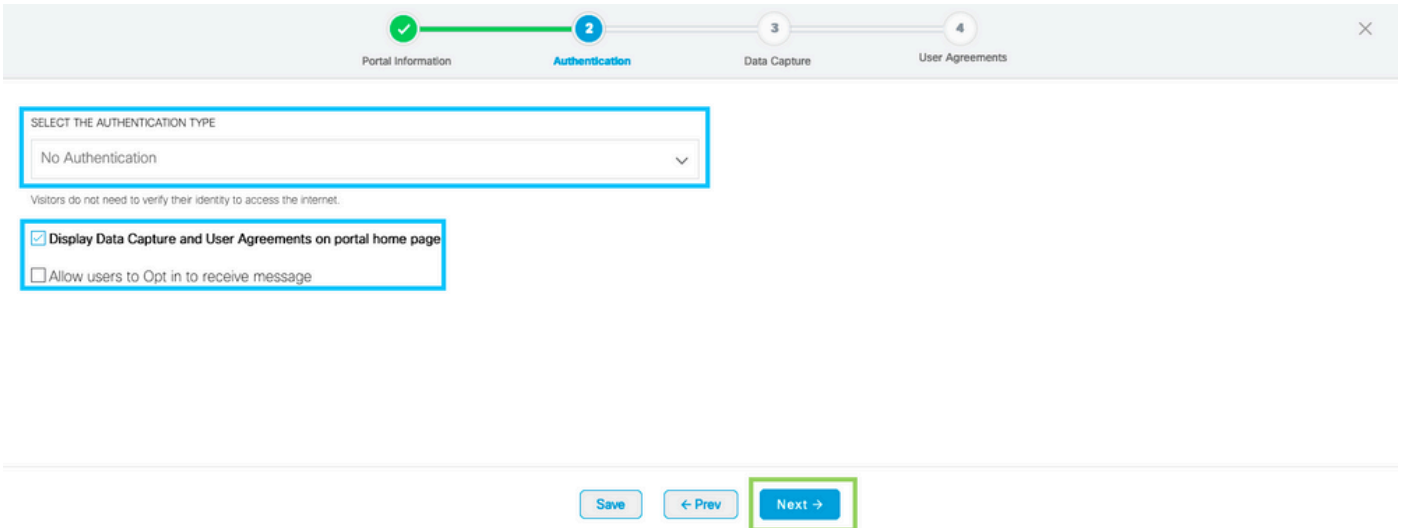 2
3
4
Portal Information
Authentication
Data Capture
User Agreements
SELECT THE AUTHENTICATION TYPE
No Authentication
Visitors do not need to verify their identity to access the internet.
Display Data Capture and User Agreements on portal home page
Allow users to Opt in to receive message
Save
← Prev
Next →